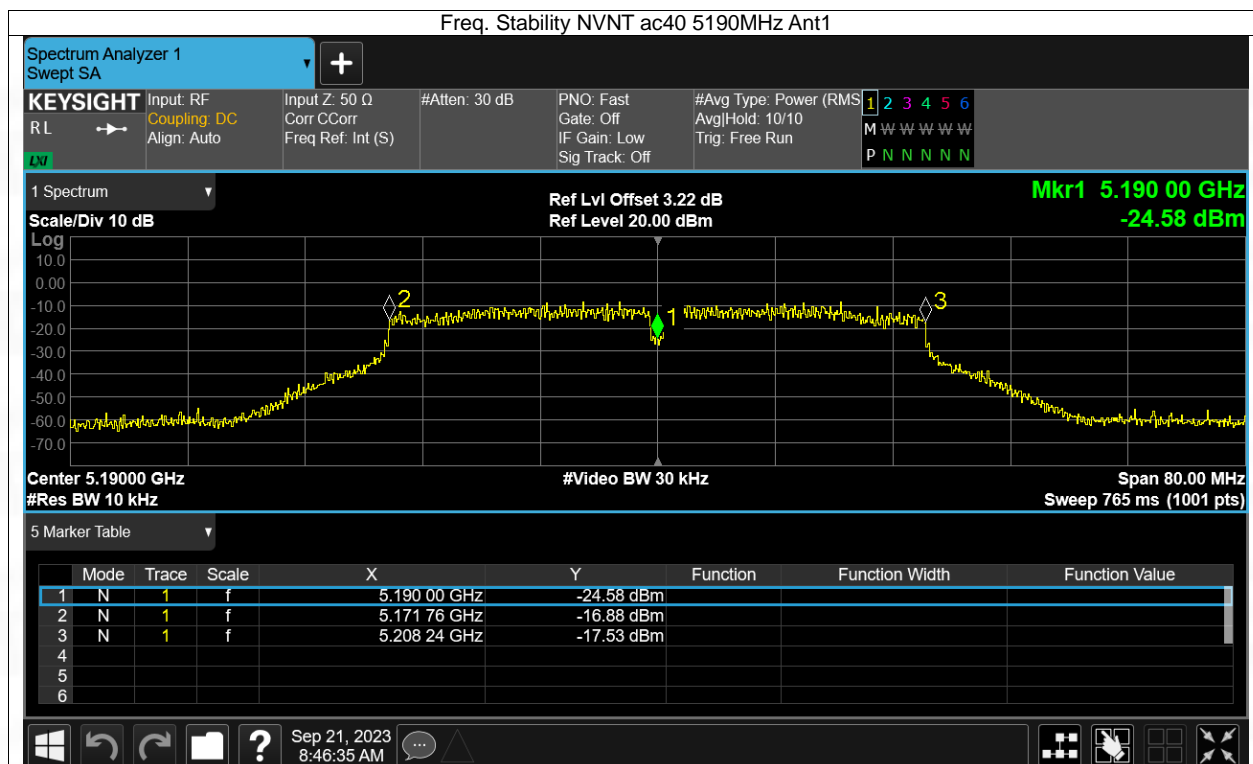 Freq. Stability NVNT ac40 5190MHz Ant1
Spectrum Analyzer 1
Swept SA
KEYSIGHT
RL
LXI
Input: RF
Coupling: DC
Align: Auto
Input Z: 50 Ω
Corr CCorr
Freq Ref: Int (S)
#Atten: 30 dB
PNO: Fast
Gate: Off
IF Gain: Low
Sig Track: Off
#Avg Type: Power (RMS
Avg|Hold: 10/10
Trig: Free Run
1 2 3 4 5 6
M W W W W W W
P N N N N N N
1 Spectrum
Scale/Div 10 dB
Ref Lvl Offset 3.22 dB
Ref Level 20.00 dBm
Mkr1 5.190 00 GHz
-24.58 dBm
Log
10.0
0.00
-10.0
-20.0
-30.0
-40.0
-50.0
-60.0
-70.0
2
1
3
Center 5.19000 GHz
#Video BW 30 kHz
Span 80.00 MHz
#Res BW 10 kHz
Sweep 765 ms (1001 pts)
5 Marker Table
Mode Trace Scale X Y Function Function Width Function Value
1 N 1 f 5.190 00 GHz -24.58 dBm
2 N 1 f 5.171 76 GHz -16.88 dBm
3 N 1 f 5.208 24 GHz -17.53 dBm
4
5
6
?
Sep 21, 2023
8:46:35 AM